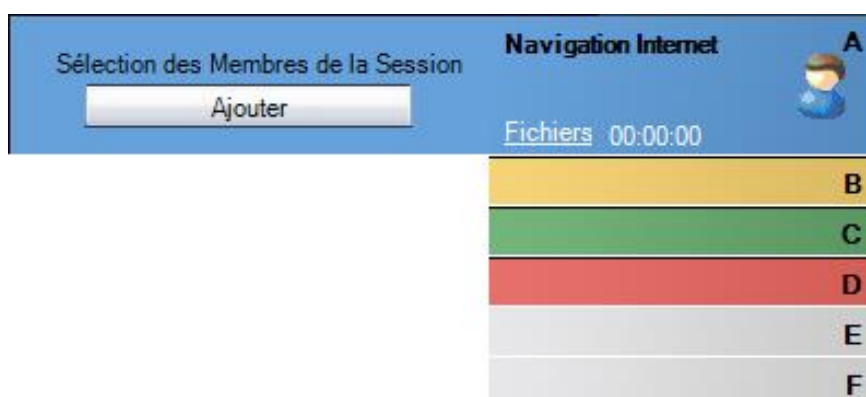 Sélection des Membres de la Session
Ajouter
Navigation Internet A
Fichiers 00:00:00
B
C
D
E
F